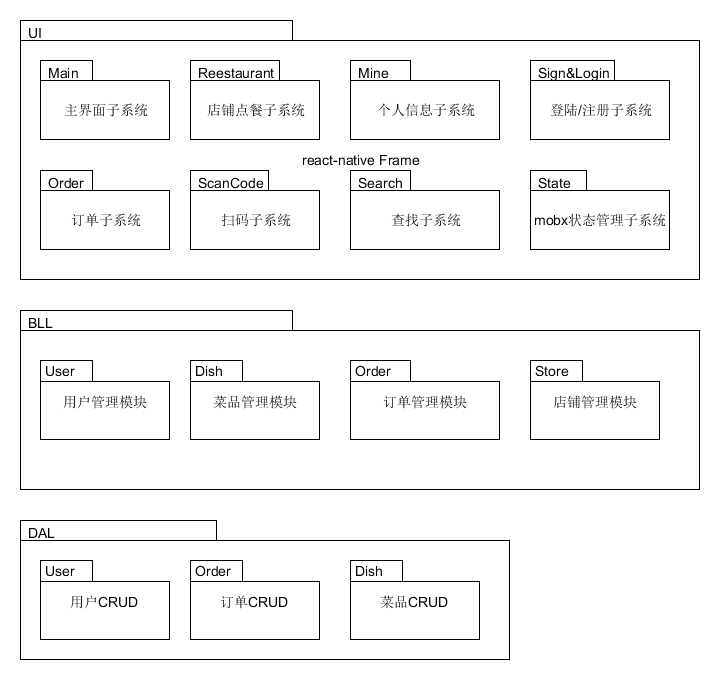 UI
Main
Reestaurant
Mine
Sign&Login
主界面子系统
店铺点餐子系统
个人信息子系统
登陆/注册子系统
react-native Frame
Order
ScanCode
Search
State
订单子系统
扫码子系统
查找子系统
mobx状态管理子系统
BLL
User
Dish
Order
Store
用户管理模块
菜品管理模块
订单管理模块
店铺管理模块
DAL
User
Order
Dish
用户CRUD
订单CRUD
菜品CRUD